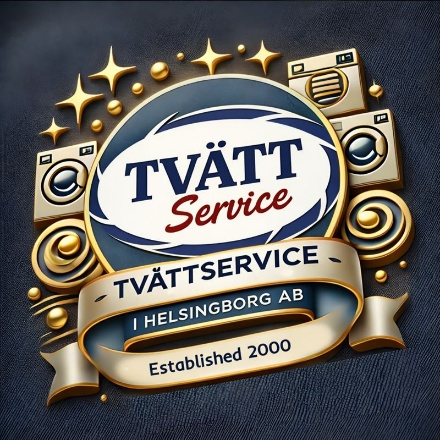 TVÄTT
Service
TVÄTTSERVICE
I HELSINGBORG AB
Established 2000